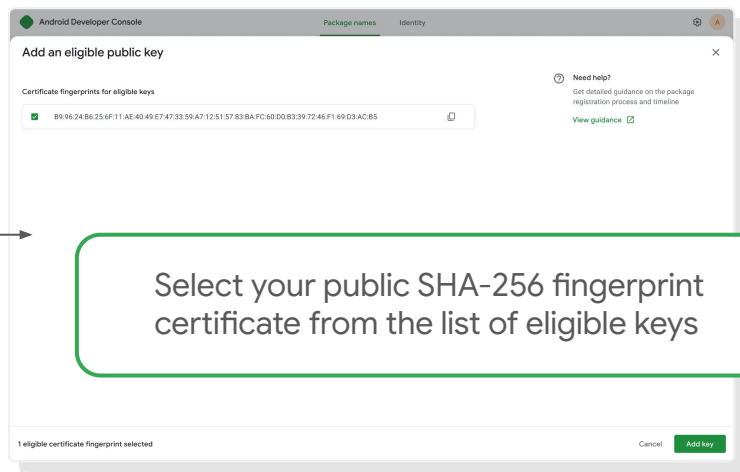 Android Developer Console
Package names
Identity
A
Add an eligible public key
Certificate fingerprints for eligible keys
B9:96:24:B6:25:6F:11:AE:40:49:E7:47:33:59:A7:12:51:57:83:BA:FC:60:D0:B3:39:72:46:F1:69:D3:AC:B5
Need help?
Get detailed guidance on the package
registration process and timeline
View guidance
Select your public SHA-256 fingerprint
certificate from the list of eligible keys
1 eligible certificate fingerprint selected
Cancel
Add key